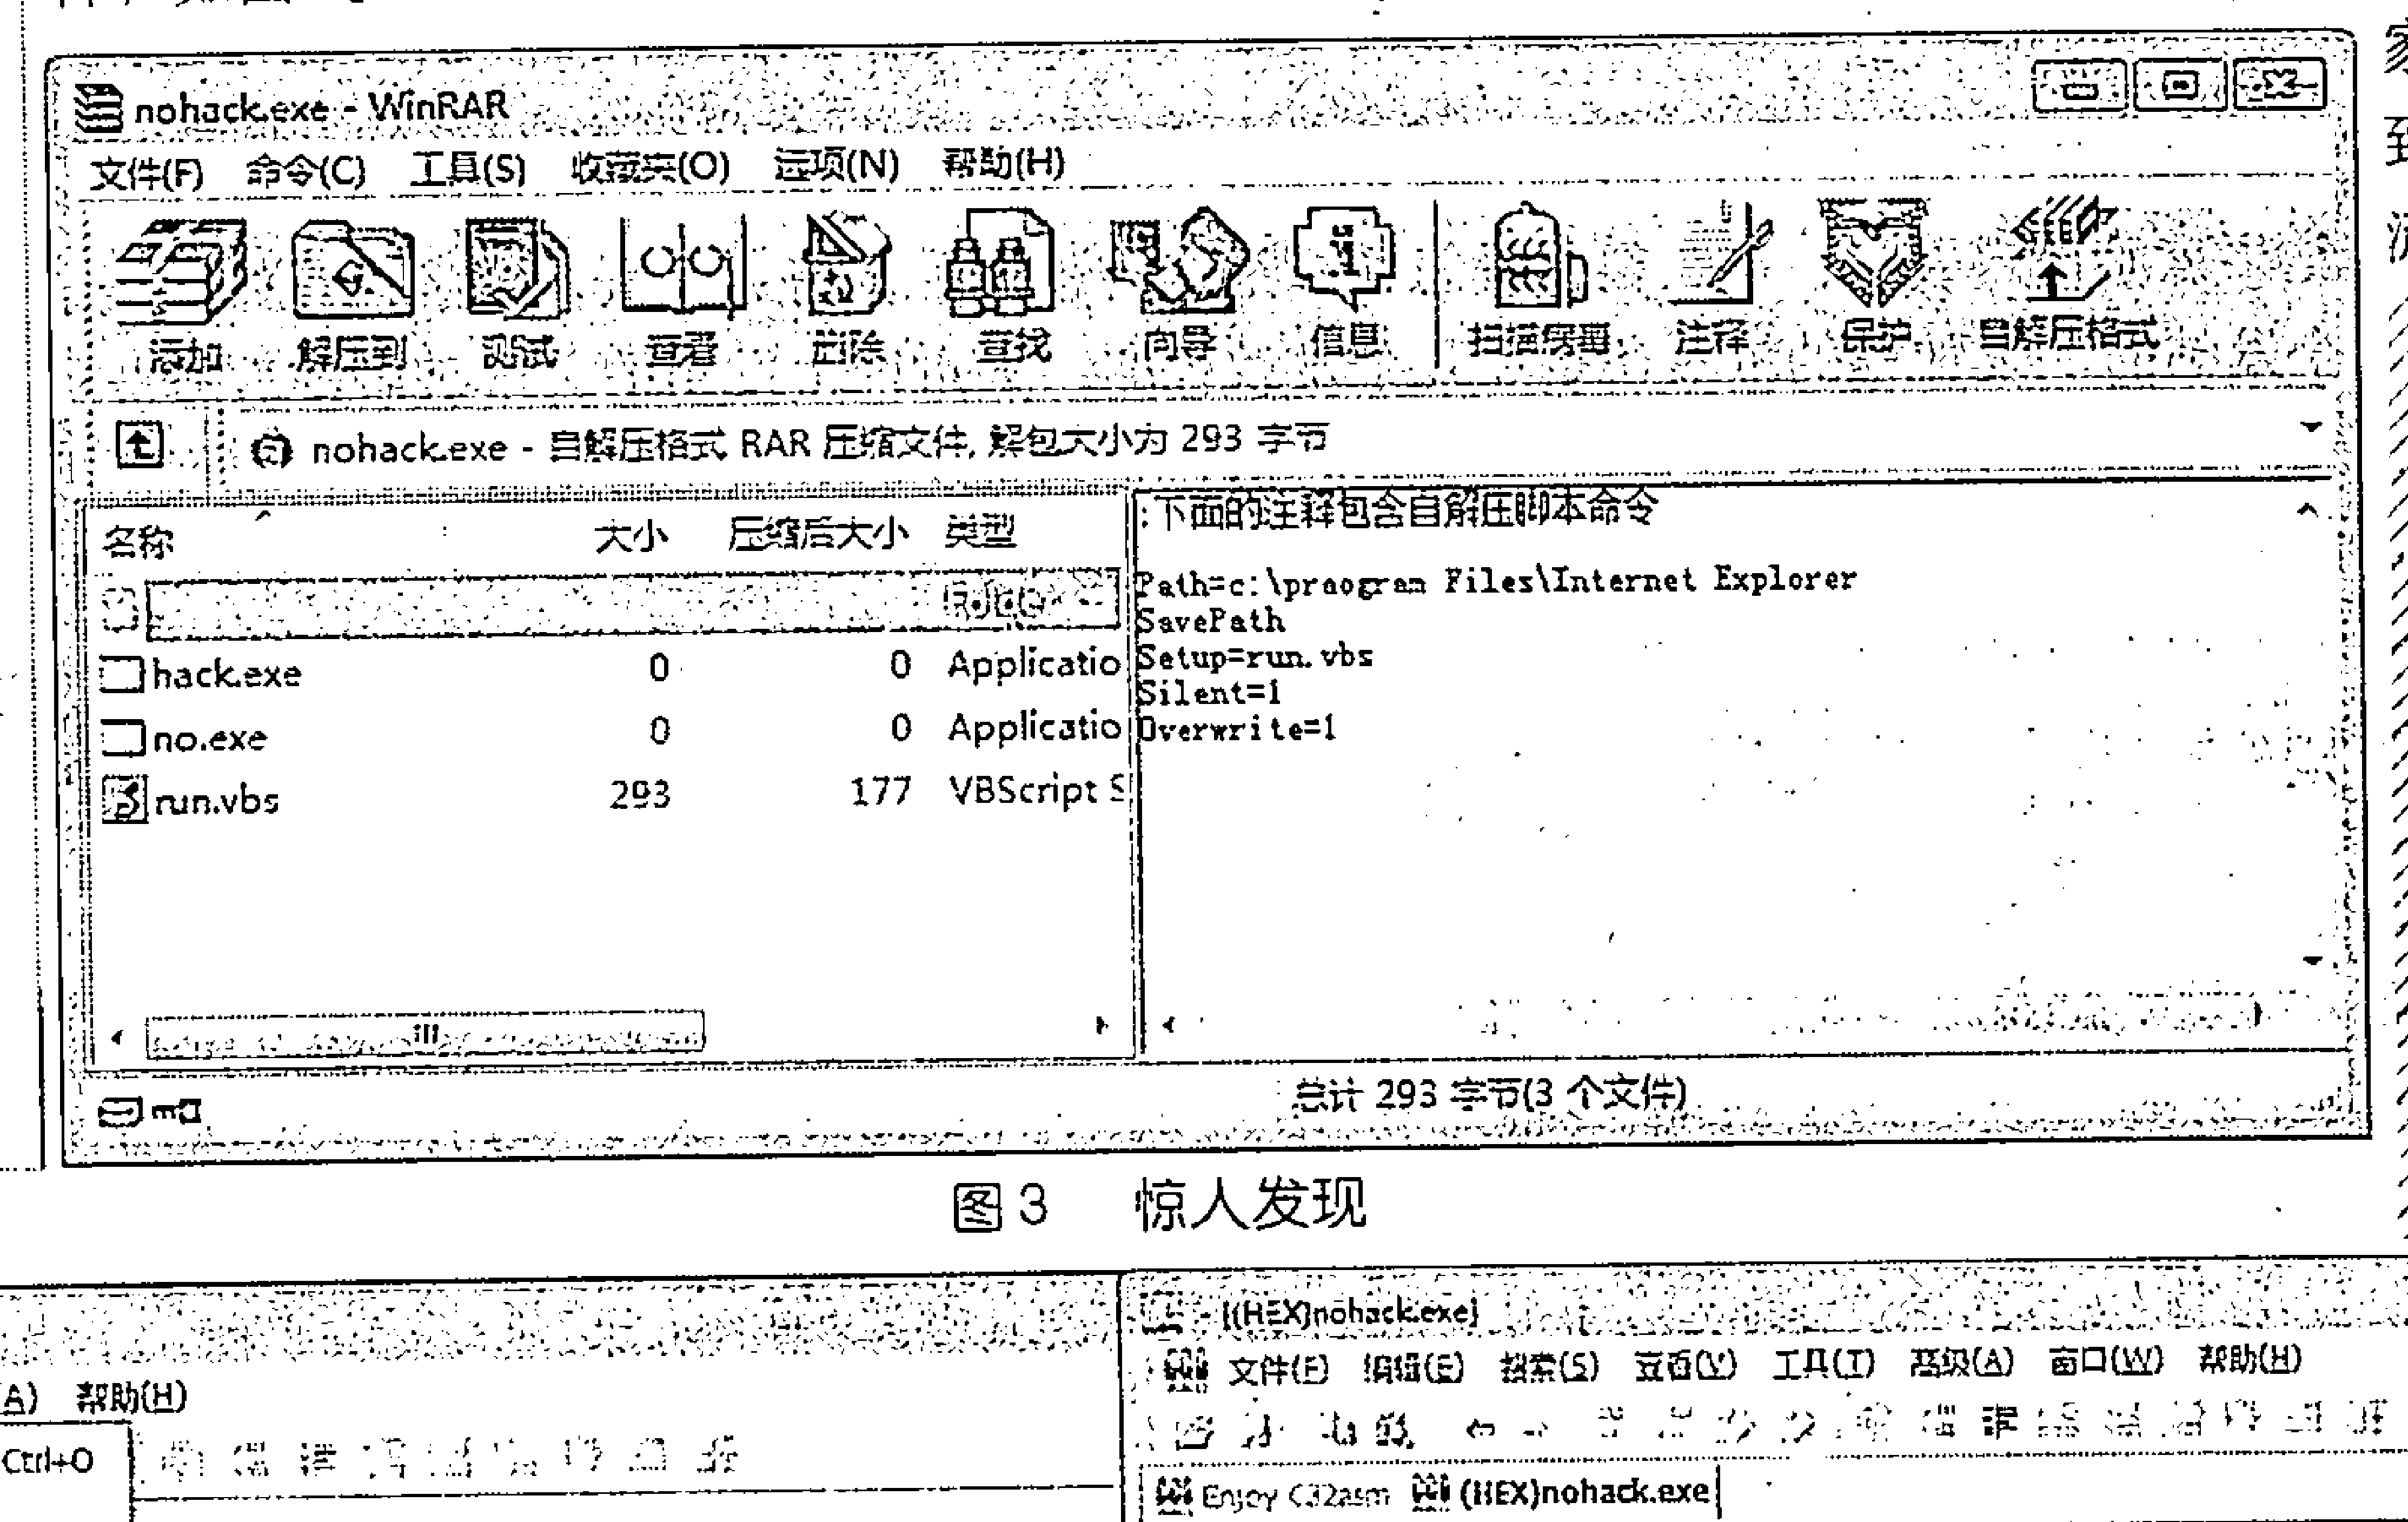 nohack.exe - WinRAR
文件(F) 命令(C) 工具(S) 收藏夹(O) 选项(N) 帮助(H)
添加 解压到 测试 查看 删除 查找 向导 信息 扫描病毒 注释 保护 自解压格式
nohack.exe - 自解压格式 RAR 压缩文件, 解包大小为 293 字节
名称 大小 压缩后大小 类型
Folder
hack.exe 0 0 Applicatio
no.exe 0 0 Applicatio
run.vbs 293 177 VBScript S
;下面的注释包含自解压脚本命令
Path=c:\praogram Files\Internet Explorer
SavePath
Setup=run.vbs
Silent=1
Overwrite=1
总计 293 字节(3 个文件)
图 3 惊人发现
A) 帮助(H)
Ctrl+O
[(HEX)nohack.exe]
文件(F) 编辑(E) 搜索(S) 查看(V) 工具(T) 高级(A) 窗口(W) 帮助(H)
Enjoy C32asm (HEX)nohack.exe